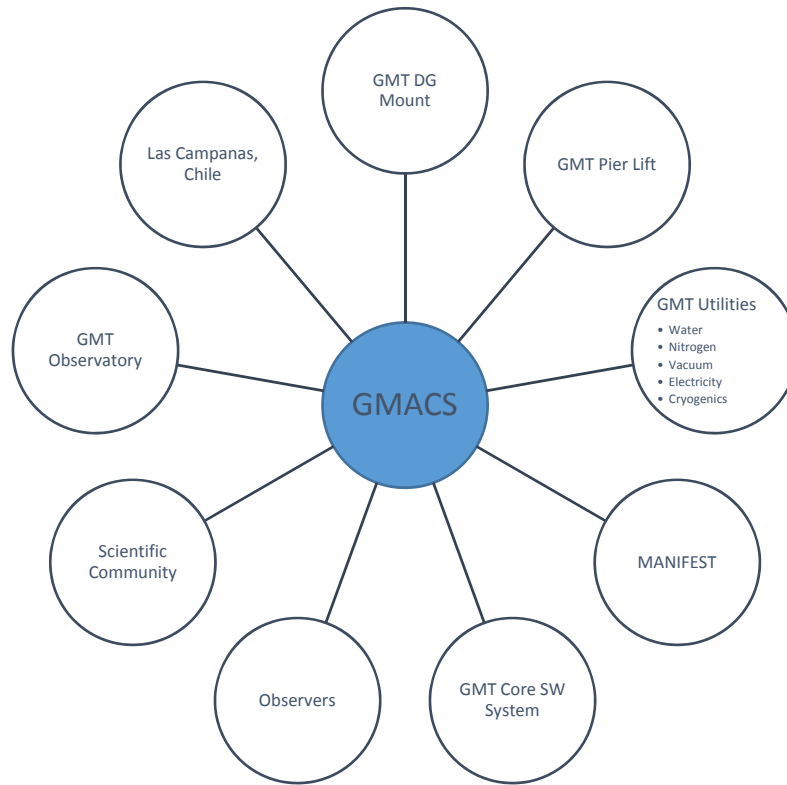 GMT DG
Mount
Las Campanas,
Chile
GMT Pier Lift
GMT
Observatory
GMT Utilities
• Water
• Nitrogen
• Vacuum
• Electricity
• Cryogenics
GMACS
Scientific
Community
MANIFEST
Observers
GMT Core SW
System